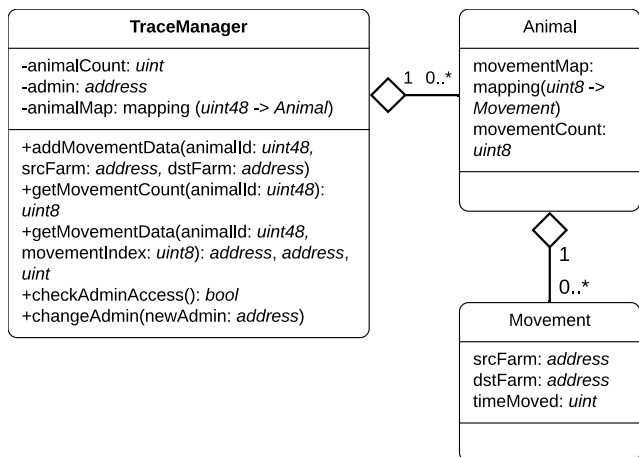 TraceManager
-animalCount: uint
-admin: address
-animalMap: mapping (uint48 -> Animal)
+addMovementData(animalId: uint48,
srcFarm: address, dstFarm: address)
+getMovementCount(animalId: uint48):
uint8
+getMovementData(animalId: uint48,
movementIndex: uint8): address, address,
uint
+checkAdminAccess(): bool
+changeAdmin(newAdmin: address)
1 0..*
Animal
movementMap:
mapping(uint8 ->
Movement)
movementCount:
uint8
1
0..*
Movement
srcFarm: address
dstFarm: address
timeMoved: uint